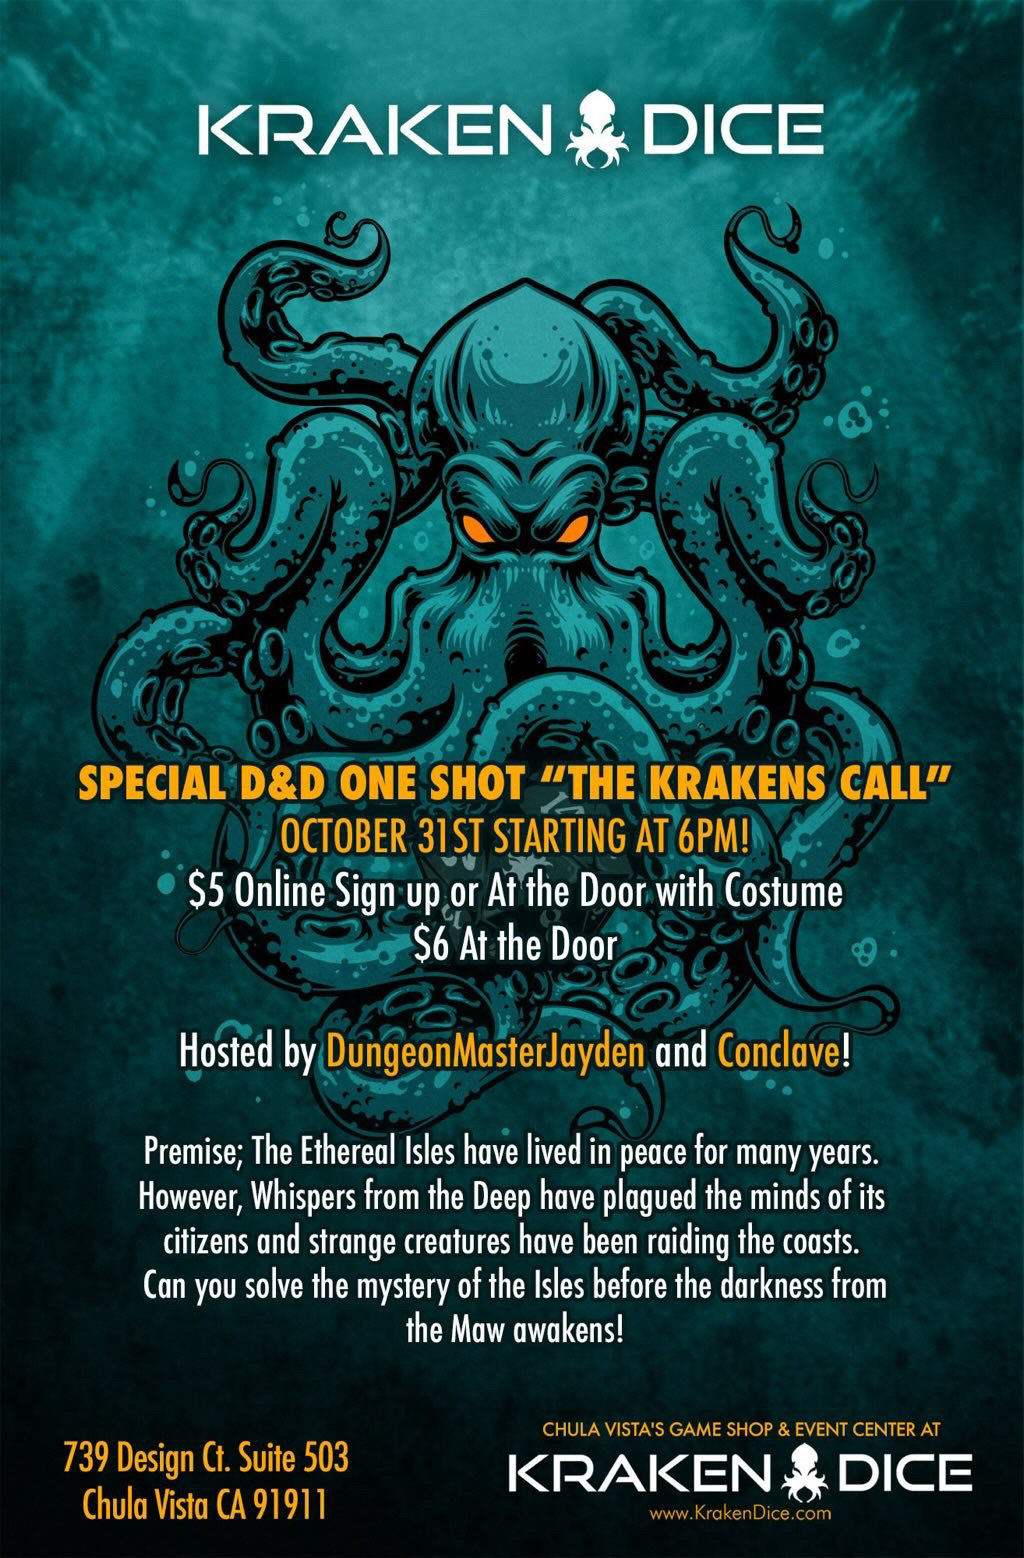 KRAKEN DICE
SPECIAL D&D ONE SHOT “THE KRAKENS CALL”
OCTOBER 31ST STARTING AT 6PM!
$5 Online Sign up or At the Door with Costume
$6 At the Door
Hosted by DungeonMasterJayden and Conclave!
Premise; The Ethereal Isles have lived in peace for many years.
However, Whispers from the Deep have plagued the minds of its
citizens and strange creatures have been raiding the coasts.
Can you solve the mystery of the Isles before the darkness from
the Maw awakens!
739 Design Ct. Suite 503
Chula Vista CA 91911
CHULA VISTA'S GAME SHOP & EVENT CENTER AT
KRAKEN DICE
www.KrakenDice.com